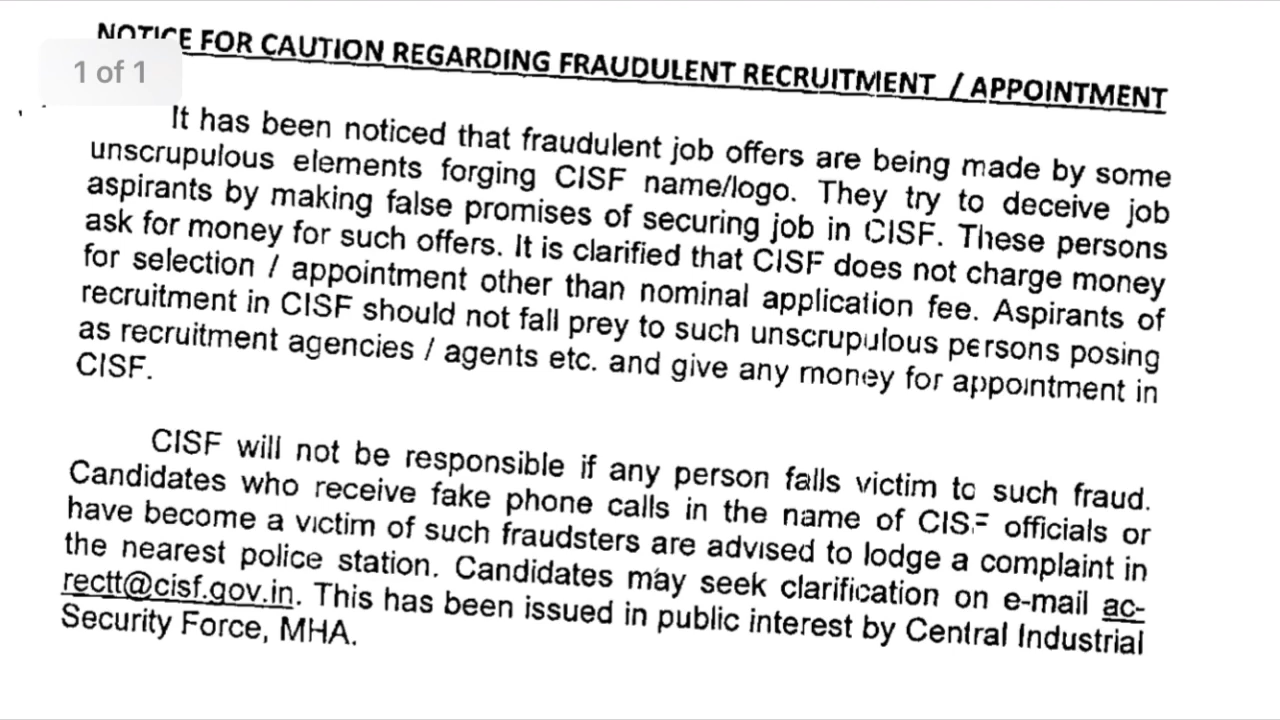 NOTICE FOR CAUTION REGARDING FRAUDULENT RECRUITMENT / APPOINTMENT
1 of 1
It has been noticed that fraudulent job offers are being made by some
unscrupulous elements forging CISF name/logo. They try to deceive job
aspirants by making false promises of securing job in CISF. These persons
ask for money for such offers. It is clarified that CISF does not charge money
for selection / appointment other than nominal application fee. Aspirants of
recruitment in CISF should not fall prey to such unscrupulous persons posing
as recruitment agencies / agents etc. and give any money for appointment in
CISF.
CISF will not be responsible if any person falls victim to such fraud.
Candidates who receive fake phone calls in the name of CISF officials or
have become a victim of such fraudsters are advised to lodge a complaint in
the nearest police station. Candidates may seek clarification on e-mail ac-
rectt@cisf.gov.in. This has been issued in public interest by Central Industrial
Security Force, MHA.